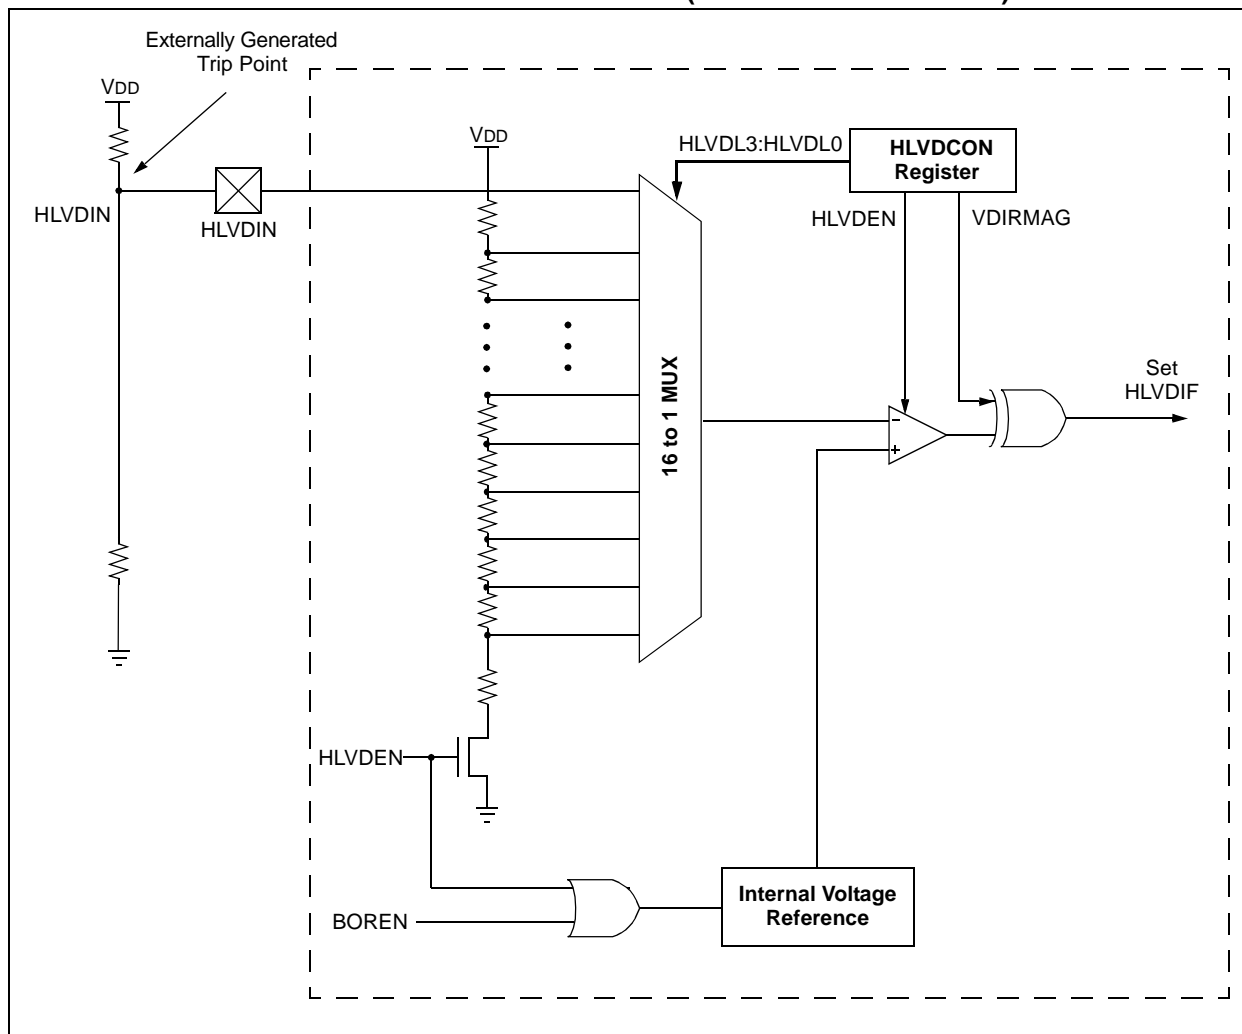 Externally Generated
Trip Point
VDD
VDD
HLVDL3:HLVDL0
HLVDCON
Register
HLVDIN
HLVDIN
HLVDEN
VDIRMAG
16 to 1 MUX
Set
HLVDIF
–
+
HLVDEN
BOREN
Internal Voltage
Reference